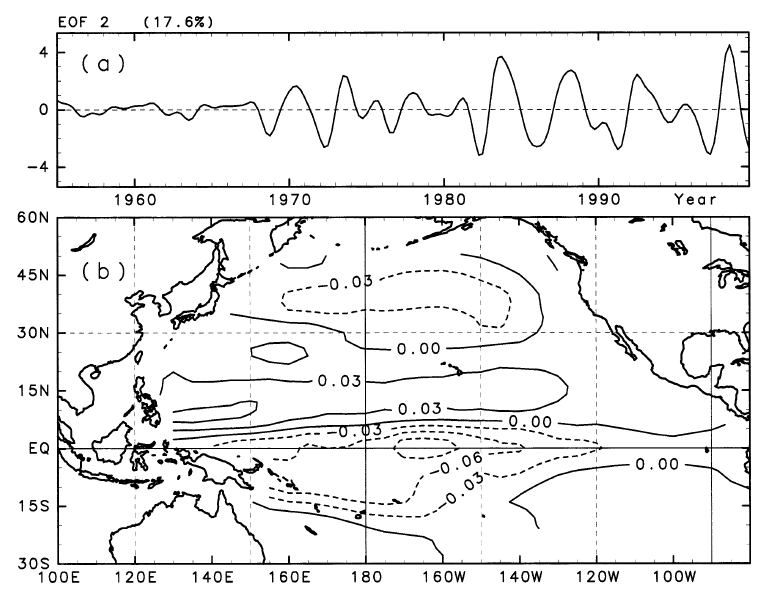 EOF 2 (17.6%)
4
(a)
0
−4
1960 1970 1980 1990 Year
60N
(b)
45N
−0.03
30N
0.00
0.03
15N
0.03
0.00
0.03
EQ
0.06
0.00
0.03
15S
30S
100E 120E 140E 160E 180 160W 140W 120W 100W